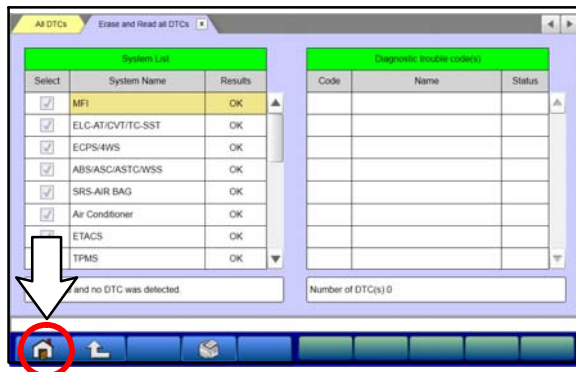 All DTCs Erase and Read all DTCs x
System List
Select System Name Results
MFI OK
ELC-AT/CVT/TC-SST OK
ECPS/4WS OK
ABS/ASC/ASTC/WSS OK
SRS-AIR BAG OK
Air Conditioner OK
ETACS OK
TPMS OK
and no DTC was detected
Diagnostic trouble code(s)
Code Name Status
Number of DTC(s) 0